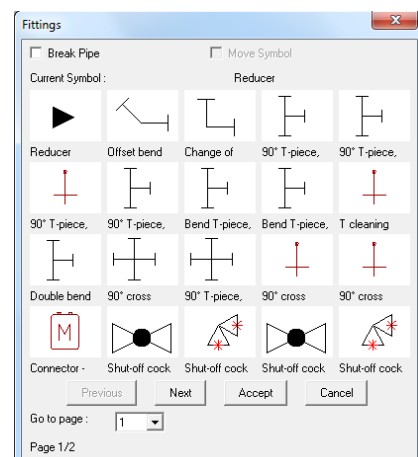 Fittings
Break Pipe Move Symbol
Current Symbol : Reducer
Reducer Offset bend Change of 90° T-piece, 90° T-piece,
90° T-piece, 90° T-piece, Bend T-piece, Bend T-piece, T cleaning
Double bend 90° cross 90° T-piece, 90° cross 90° cross
M
Connector - Shut-off cock Shut-off cock Shut-off cock Shut-off cock
Previous Next Accept Cancel
Go to page : 1
Page 1/2